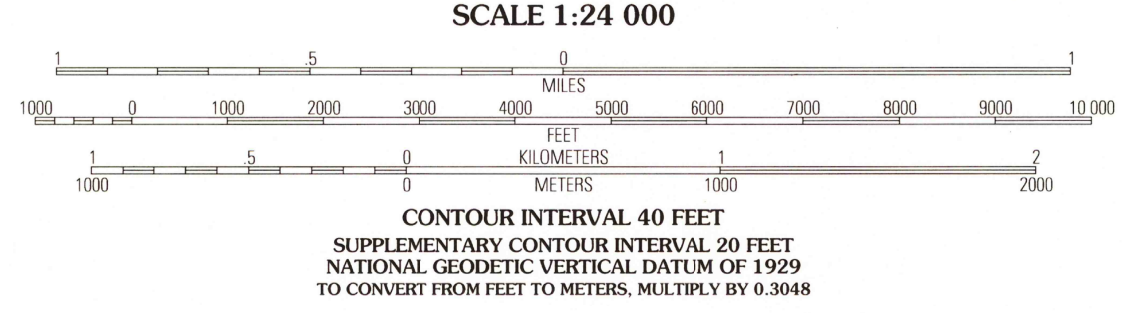 SCALE 1:24 000
1 .5 0 1
MILES
1000 0 1000 2000 3000 4000 5000 6000 7000 8000 9000 10 000
FEET
1 .5 0 KILOMETERS 1 2
1000 0 METERS 1000 2000
CONTOUR INTERVAL 40 FEET
SUPPLEMENTARY CONTOUR INTERVAL 20 FEET
NATIONAL GEODETIC VERTICAL DATUM OF 1929
TO CONVERT FROM FEET TO METERS, MULTIPLY BY 0.3048